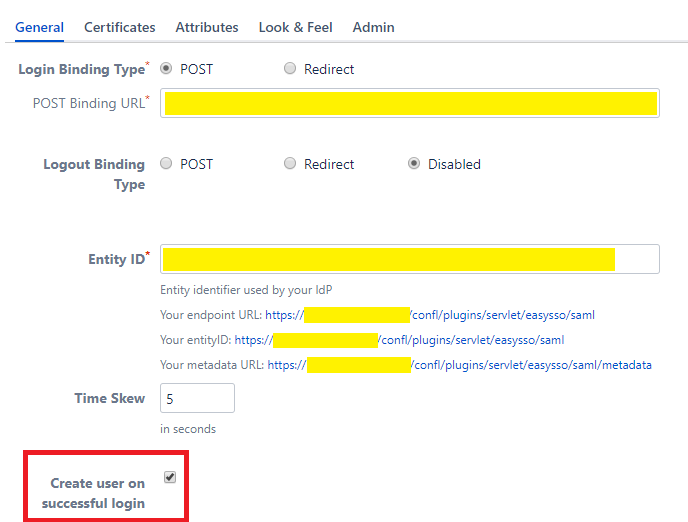 General Certificates Attributes Look & Feel Admin
Login Binding Type* POST Redirect
POST Binding URL*
Logout Binding Type POST Redirect Disabled
Entity ID*
Entity identifier used by your IdP
Your endpoint URL: https:// /confl/plugins/servlet/easysso/saml
Your entityID: https:// /confl/plugins/servlet/easysso/saml
Your metadata URL: https:// /confl/plugins/servlet/easysso/saml/metadata
Time Skew 5
in seconds
Create user on
successful login